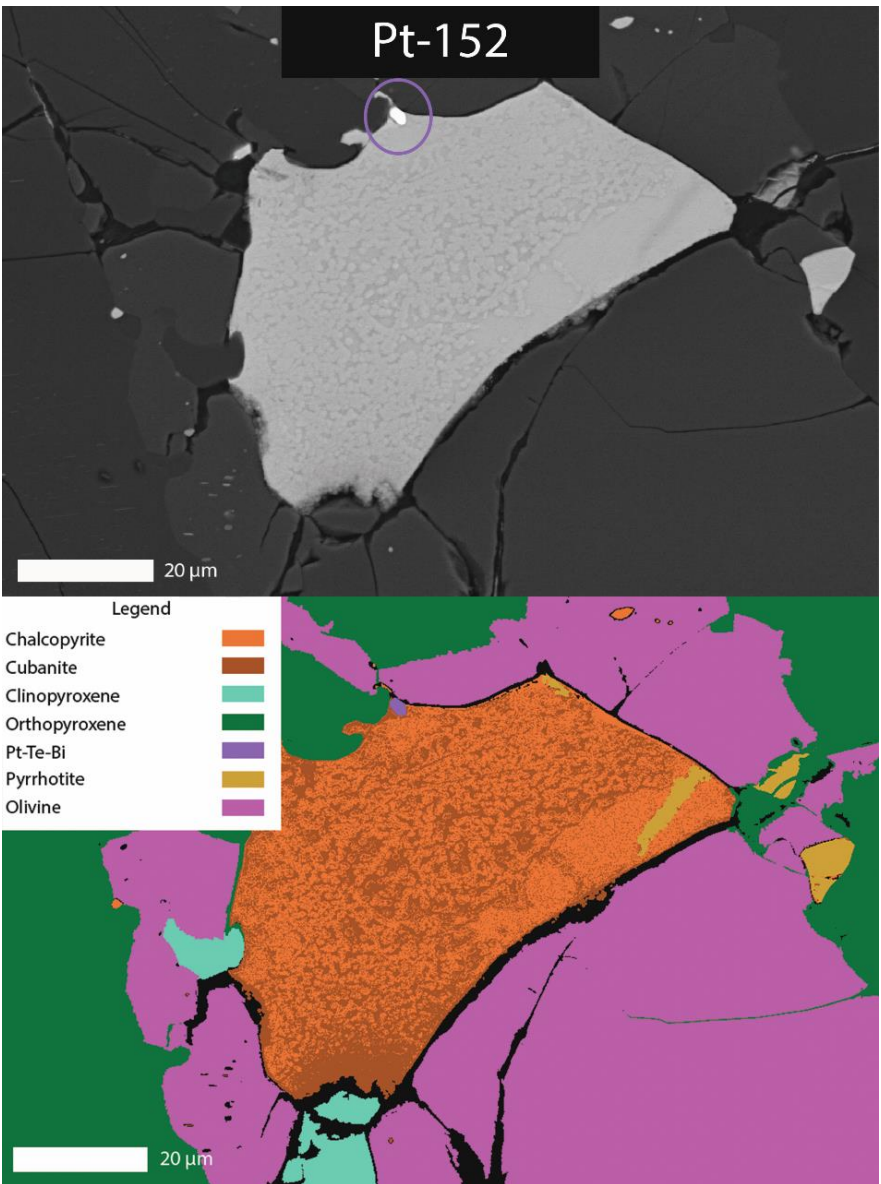 Pt-152
20 µm
Legend
Chalcopyrite
Cubanite
Clinopyroxene
Orthopyroxene
Pt-Te-Bi
Pyrrhotite
Olivine
20 µm